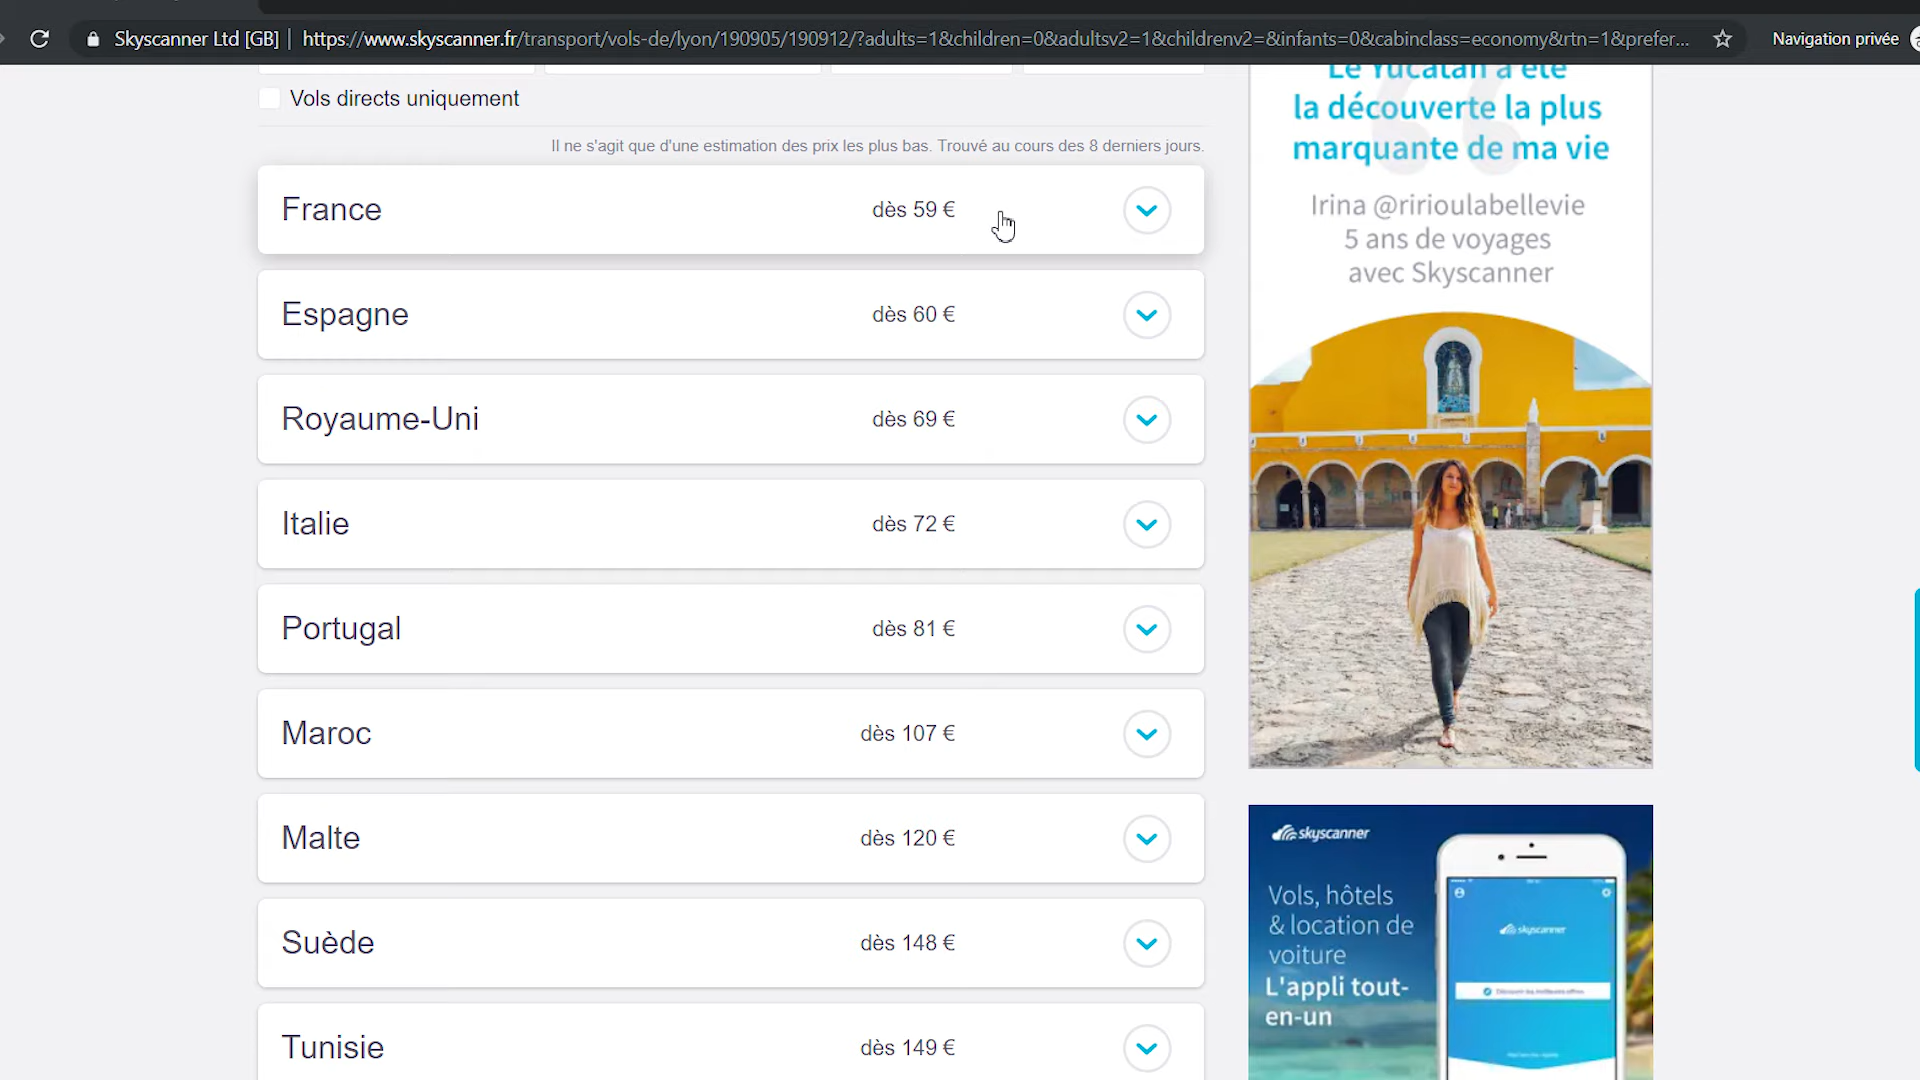 Skyscanner Ltd [GB] | https://www.skyscanner.fr/transport/vols-de/lyon/190905/190912/?adults=1&children=0&adultsv2=1&childrenv2=&infants=0&cabinclass=economy&rtn=1&prefer...
Navigation privée
Vols directs uniquement
Il ne s'agit que d'une estimation des prix les plus bas. Trouvé au cours des 8 derniers jours.
France
dès 59 €
Espagne
dès 60 €
Royaume-Uni
dès 69 €
Italie
dès 72 €
Portugal
dès 81 €
Maroc
dès 107 €
Malte
dès 120 €
Suède
dès 148 €
Tunisie
dès 149 €
Le Yucatan a été
la découverte la plus
marquante de ma vie
Irina @ririoulabellevie
5 ans de voyages
avec Skyscanner
skyscanner
Vols, hôtels
& location de
voiture
L'appli tout-
en-un
skyscanner